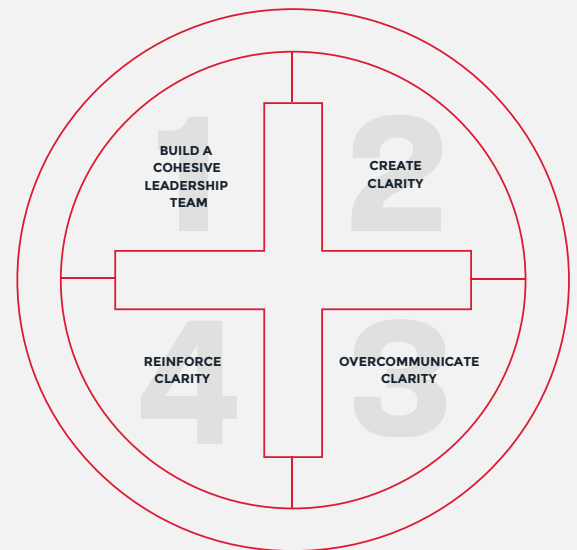 1
BUILD A
COHESIVE
LEADERSHIP
TEAM
2
CREATE
CLARITY
3
OVERCOMMUNICATE
CLARITY
4
REINFORCE
CLARITY